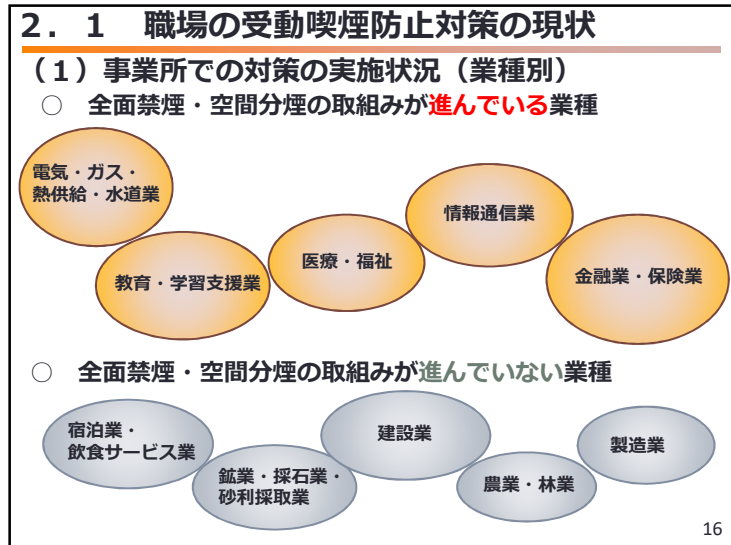 ２．１　職場の受動喫煙防止対策の現状
（１）事業所での対策の実施状況（業種別）
○　全面禁煙・空間分煙の取組みが進んでいる業種
電気・ガス・
熱供給・水道業
教育・学習支援業
医療・福祉
情報通信業
金融業・保険業
○　全面禁煙・空間分煙の取組みが進んでいない業種
宿泊業・
飲食サービス業
鉱業・採石業・
砂利採取業
建設業
農業・林業
製造業
16